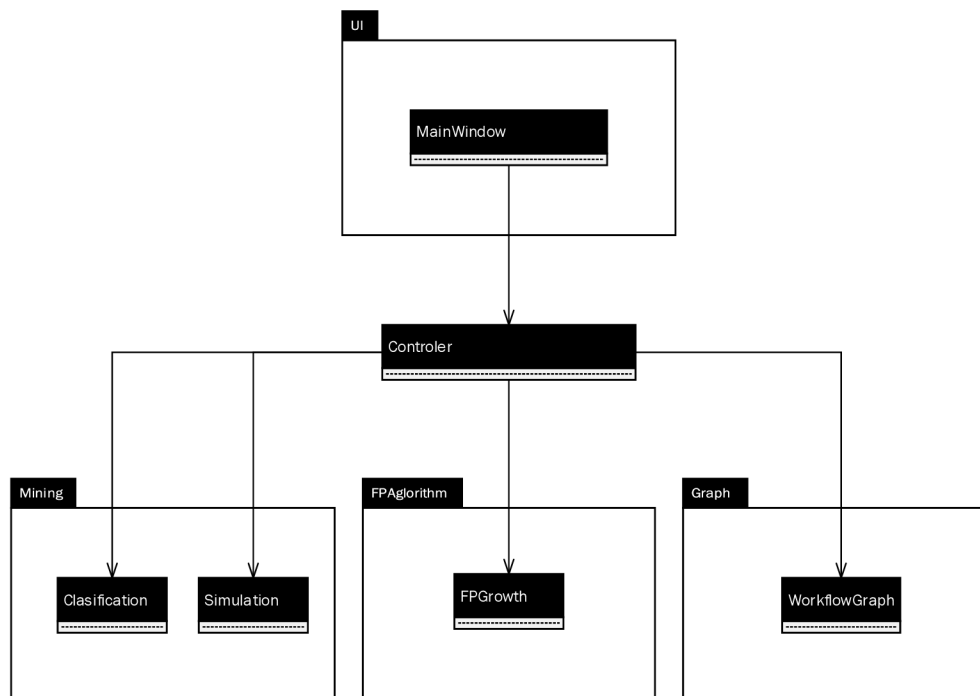 UI
MainWindow
Controler
Mining
FPAglorithm
Graph
Clasification
Simulation
FPGrowth
WorkflowGraph